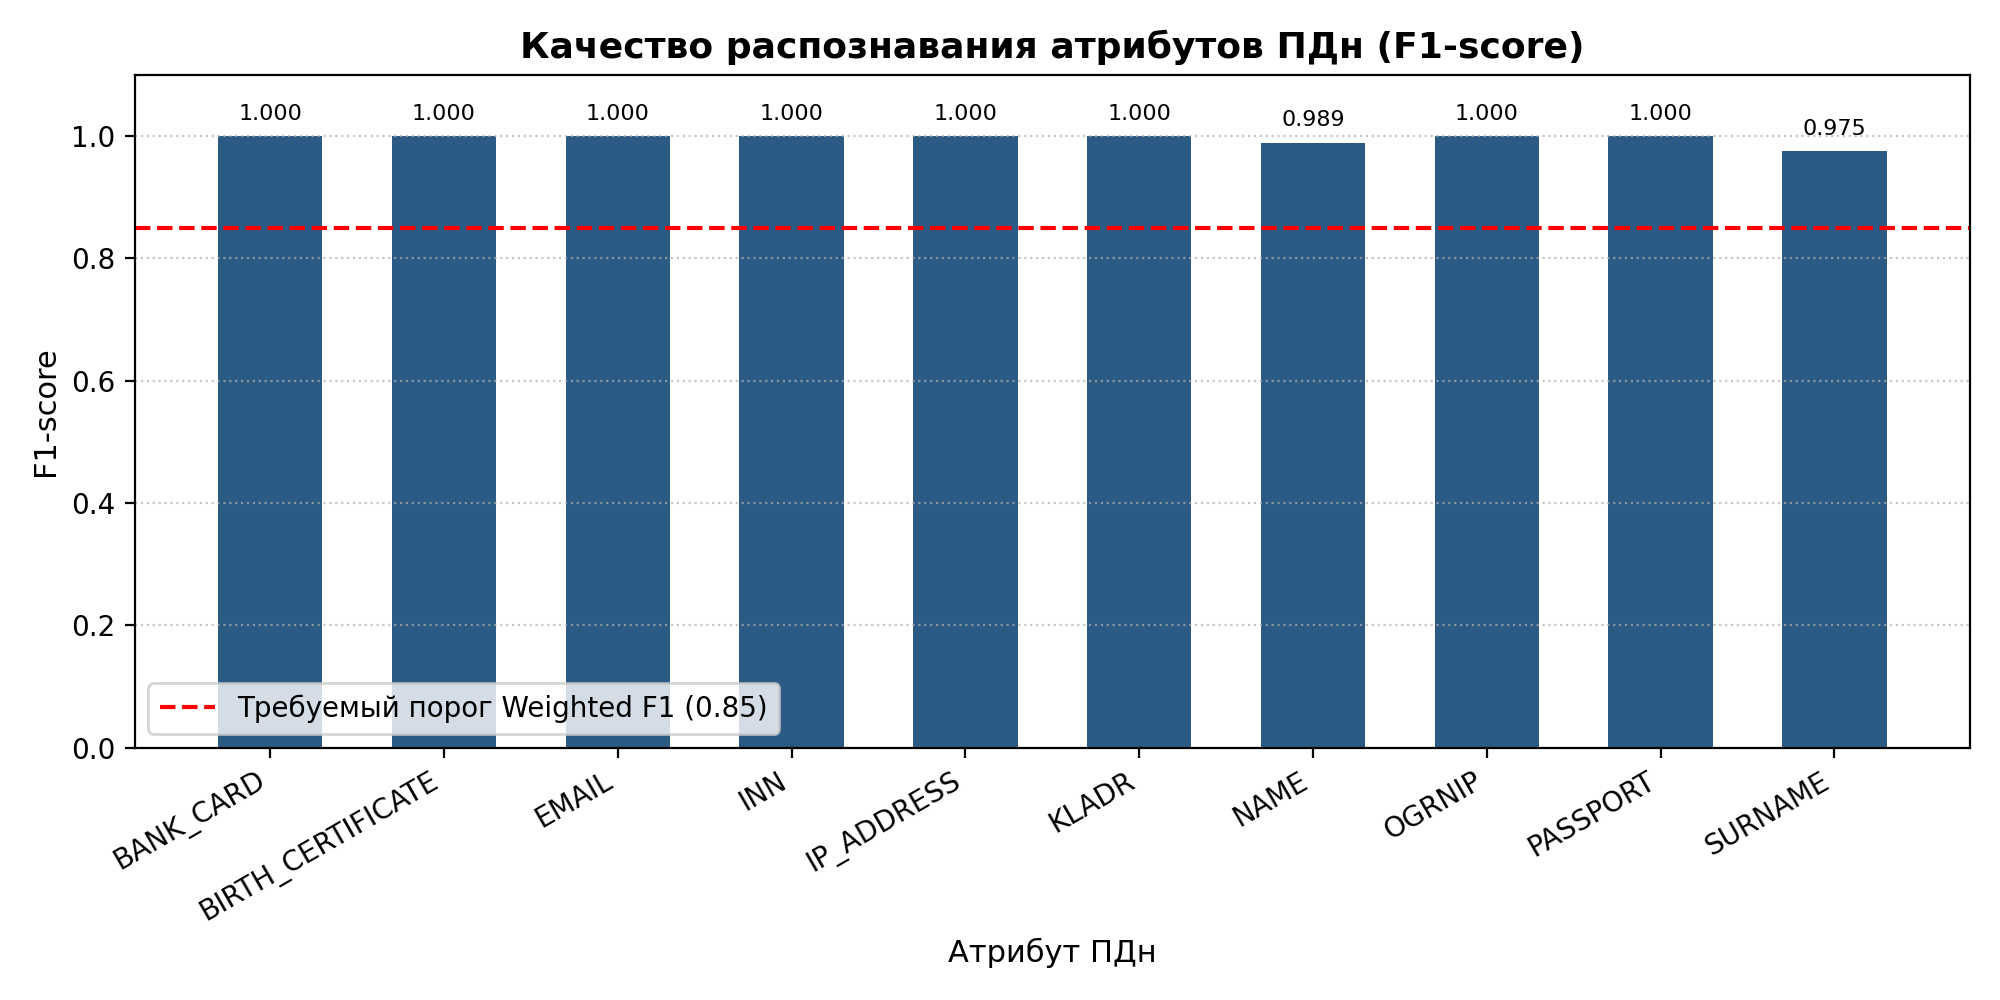 Качество распознавания атрибутов ПДн (F1-score)
1.000 1.000 1.000 1.000 1.000 1.000 0.989 1.000 1.000 0.975
1.0
0.8
0.6
0.4
0.2
0.0
F1-score
Требуемый порог Weighted F1 (0.85)
BANK_CARD BIRTH_CERTIFICATE EMAIL INN IP_ADDRESS KLADR NAME OGRNIP PASSPORT SURNAME
Атрибут ПДн